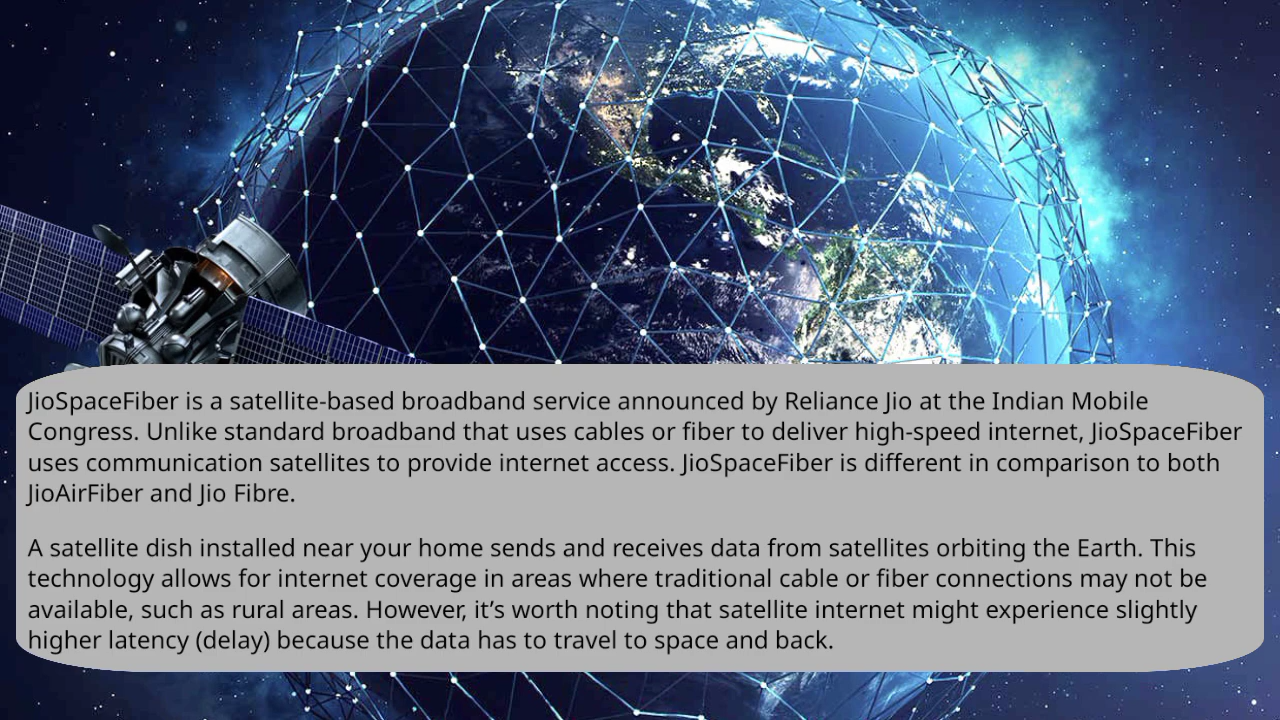 JioSpaceFiber is a satellite-based broadband service announced by Reliance Jio at the Indian Mobile
Congress. Unlike standard broadband that uses cables or fiber to deliver high-speed internet, JioSpaceFiber
uses communication satellites to provide internet access. JioSpaceFiber is different in comparison to both
JioAirFiber and Jio Fibre.
A satellite dish installed near your home sends and receives data from satellites orbiting the Earth. This
technology allows for internet coverage in areas where traditional cable or fiber connections may not be
available, such as rural areas. However, it’s worth noting that satellite internet might experience slightly
higher latency (delay) because the data has to travel to space and back.